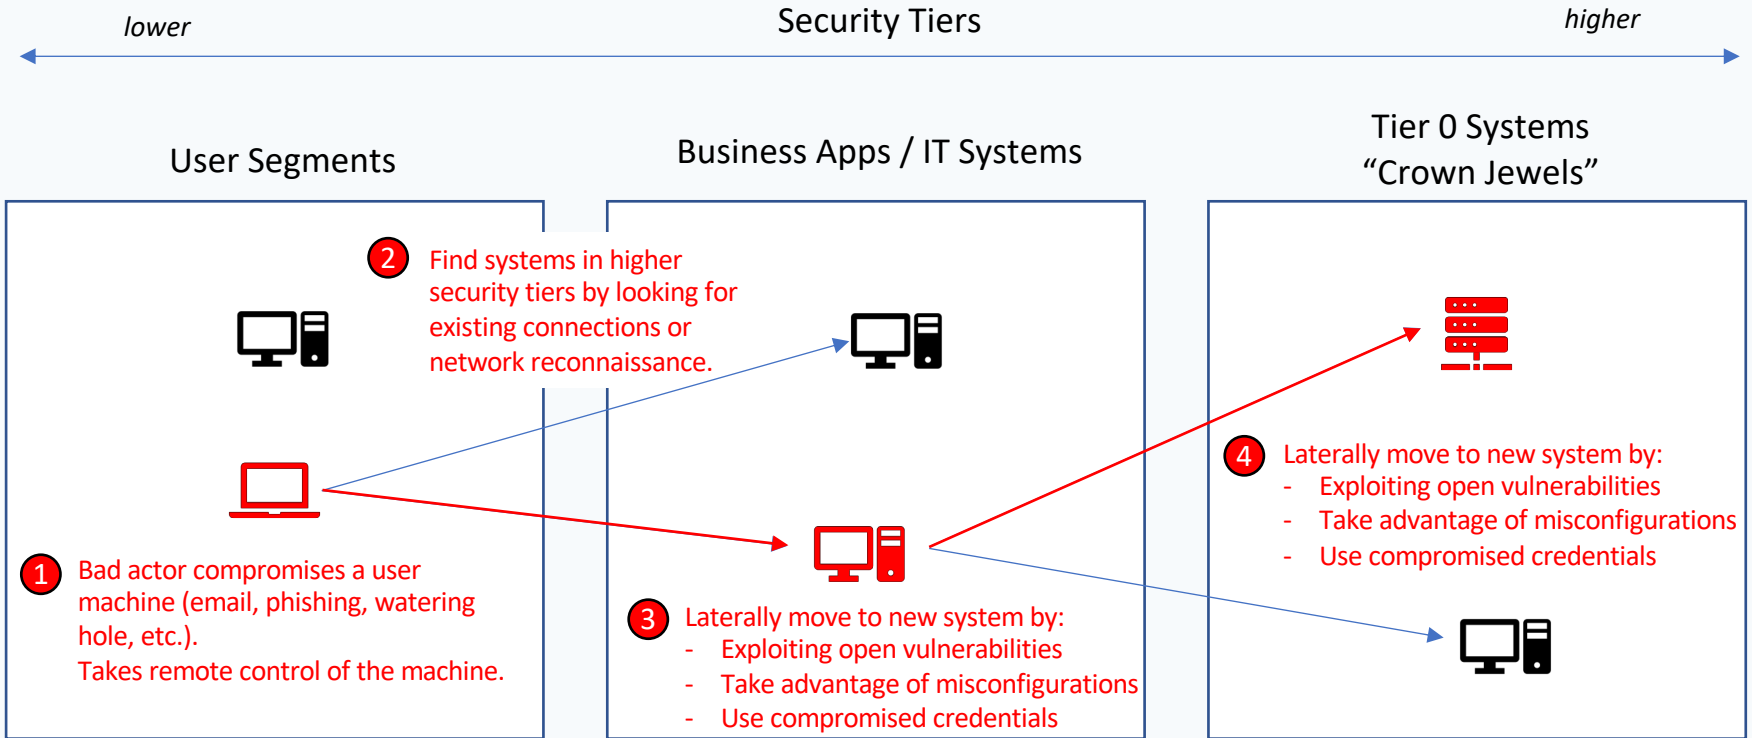 lower
Security Tiers
higher
User Segments
Business Apps / IT Systems
Tier 0 Systems
“Crown Jewels”
2
Find systems in higher
security tiers by looking for
existing connections or
network reconnaissance.
1
Bad actor compromises a user
machine (email, phishing, watering
hole, etc.).
Takes remote control of the machine.
3
Laterally move to new system by:
- Exploiting open vulnerabilities
- Take advantage of misconfigurations
- Use compromised credentials
4
Laterally move to new system by:
- Exploiting open vulnerabilities
- Take advantage of misconfigurations
- Use compromised credentials